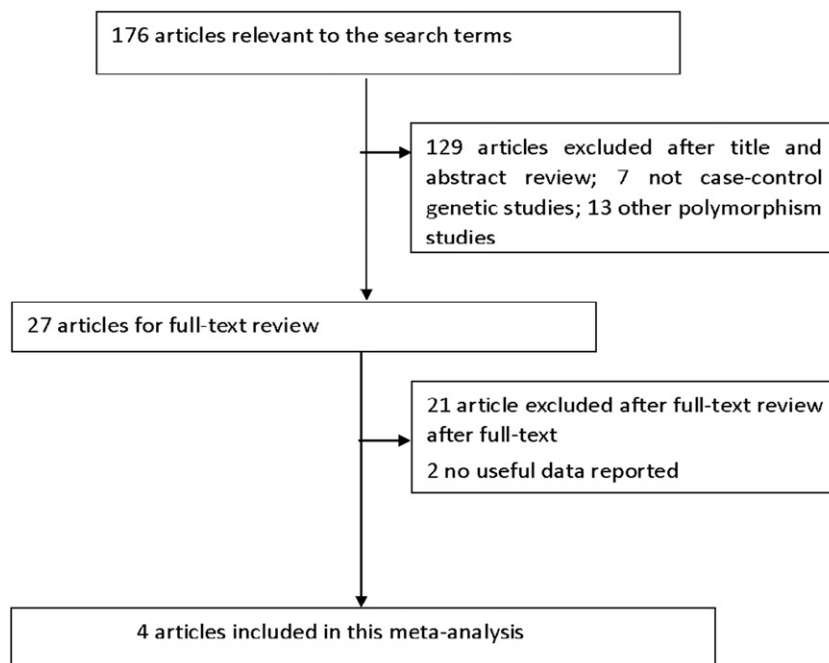 176 articles relevant to the search terms
129 articles excluded after title and
abstract review; 7 not case-control
genetic studies; 13 other polymorphism
studies
27 articles for full-text review
21 article excluded after full-text review
after full-text
2 no useful data reported
4 articles included in this meta-analysis